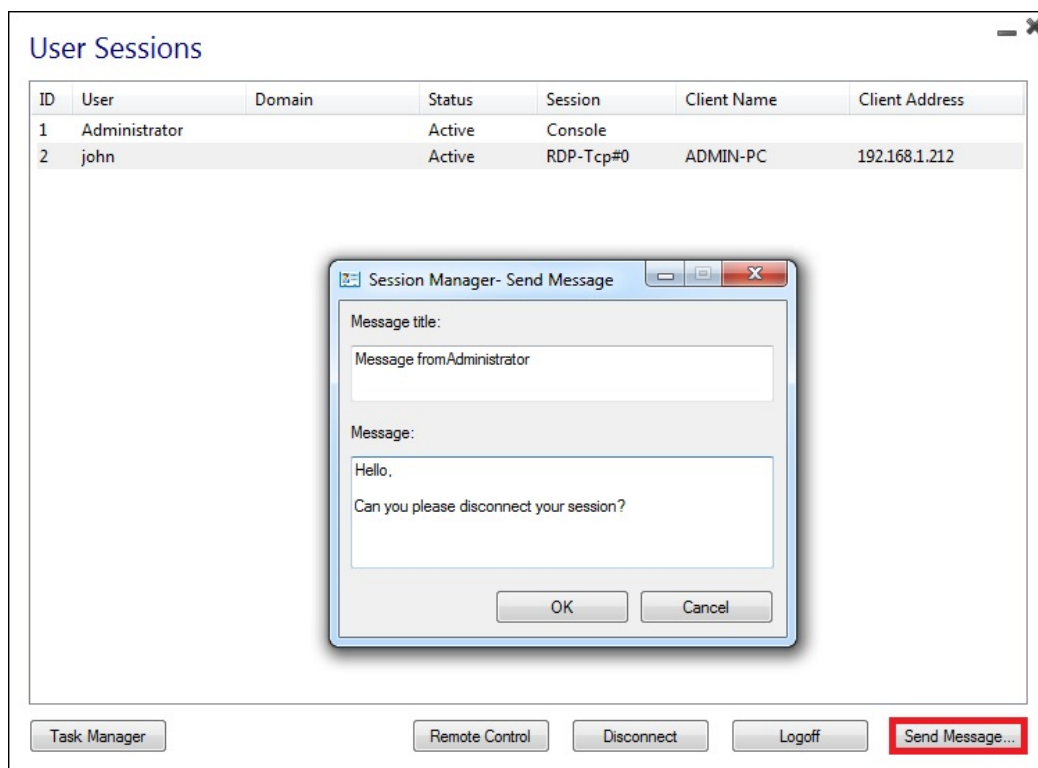 User Sessions
ID User Domain Status Session Client Name Client Address
1 Administrator Active Console
2 john Active RDP-Tcp#0 ADMIN-PC 192.168.1.212
Session Manager- Send Message
Message title:
Message fromAdministrator
Message:
Hello,
Can you please disconnect your session?
OK Cancel
Task Manager Remote Control Disconnect Logoff Send Message...